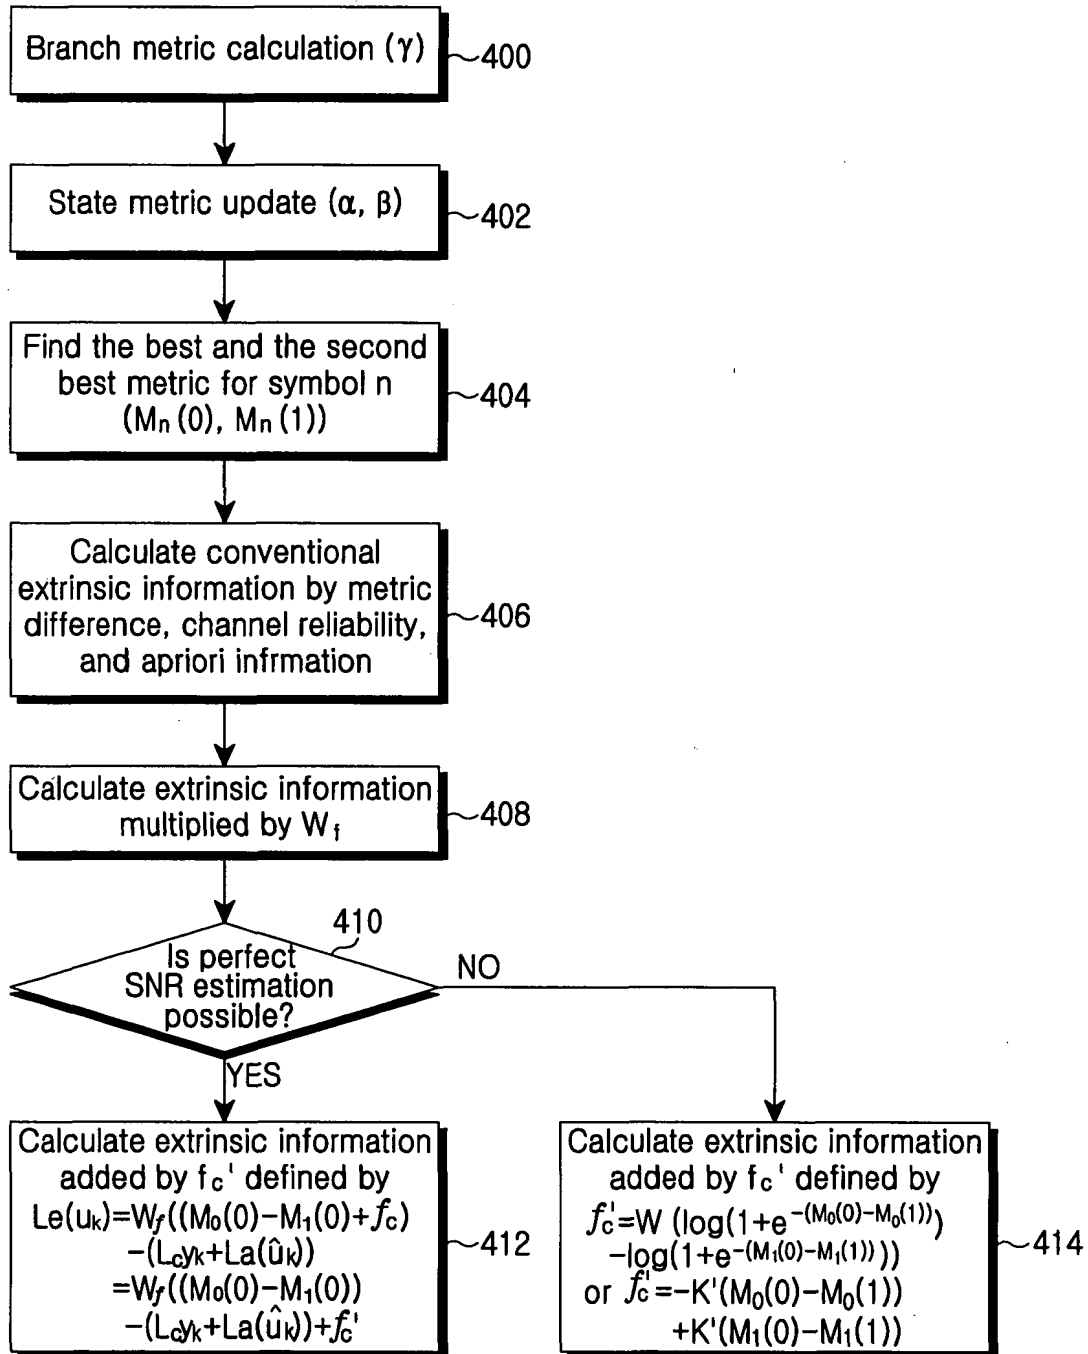 Branch metric calculation (γ)
400
State metric update (α, β)
402
Find the best and the second
best metric for symbol n
(Mn(0), Mn(1))
404
Calculate conventional
extrinsic information by metric
difference, channel reliability,
and apriori infrmation
406
Calculate extrinsic information
multiplied by Wf
408
410
Is perfect
SNR estimation
possible?
NO
YES
Calculate extrinsic information
added by fc' defined by
Le(uk)=Wf((M0(0)−M1(0)+fc)
−(Lcyk+La(ûk))
=Wf((M0(0)−M1(0))
−(Lcyk+La(ûk))+fc'
412
Calculate extrinsic information
added by fc' defined by
fc'=W (log(1+e−(M0(0)−M0(1)))
−log(1+e−(M1(0)−M1(1))))
or fc'=−K'(M0(0)−M0(1))
+K'(M1(0)−M1(1))
414